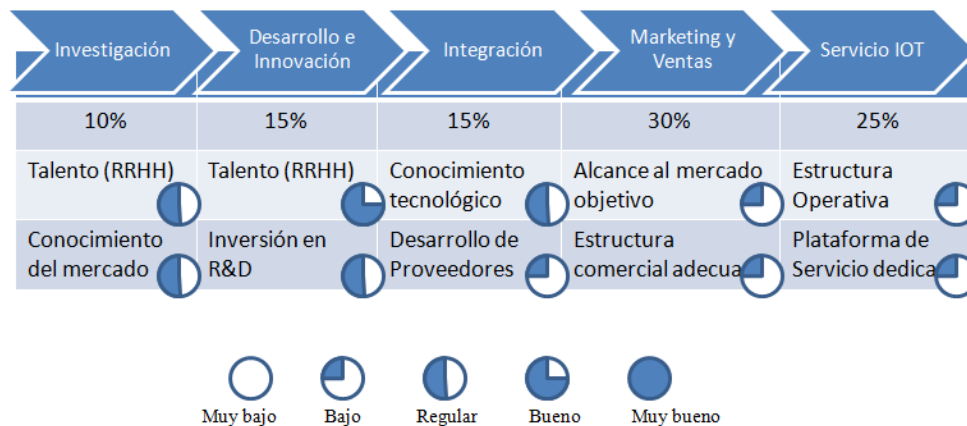 Investigación
Desarrollo e
Innovación
Integración
Marketing y
Ventas
Servicio IOT
10%
15%
15%
30%
25%
Talento (RRHH)
Talento (RRHH)
Conocimiento
tecnológico
Alcance al mercado
objetivo
Estructura
Operativa
Conocimiento
del mercado
Inversión en
R&D
Desarrollo de
Proveedores
Estructura
comercial adecua
Plataforma de
Servicio dedica
Muy bajo
Bajo
Regular
Bueno
Muy bueno